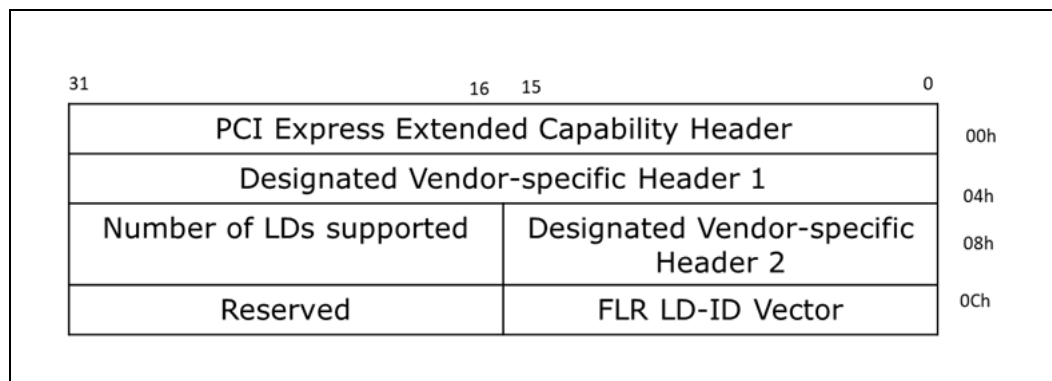 31 16 15 0
PCI Express Extended Capability Header 00h
Designated Vendor-specific Header 1 04h
Number of LDs supported Designated Vendor-specific
Header 2 08h
Reserved FLR LD-ID Vector 0Ch